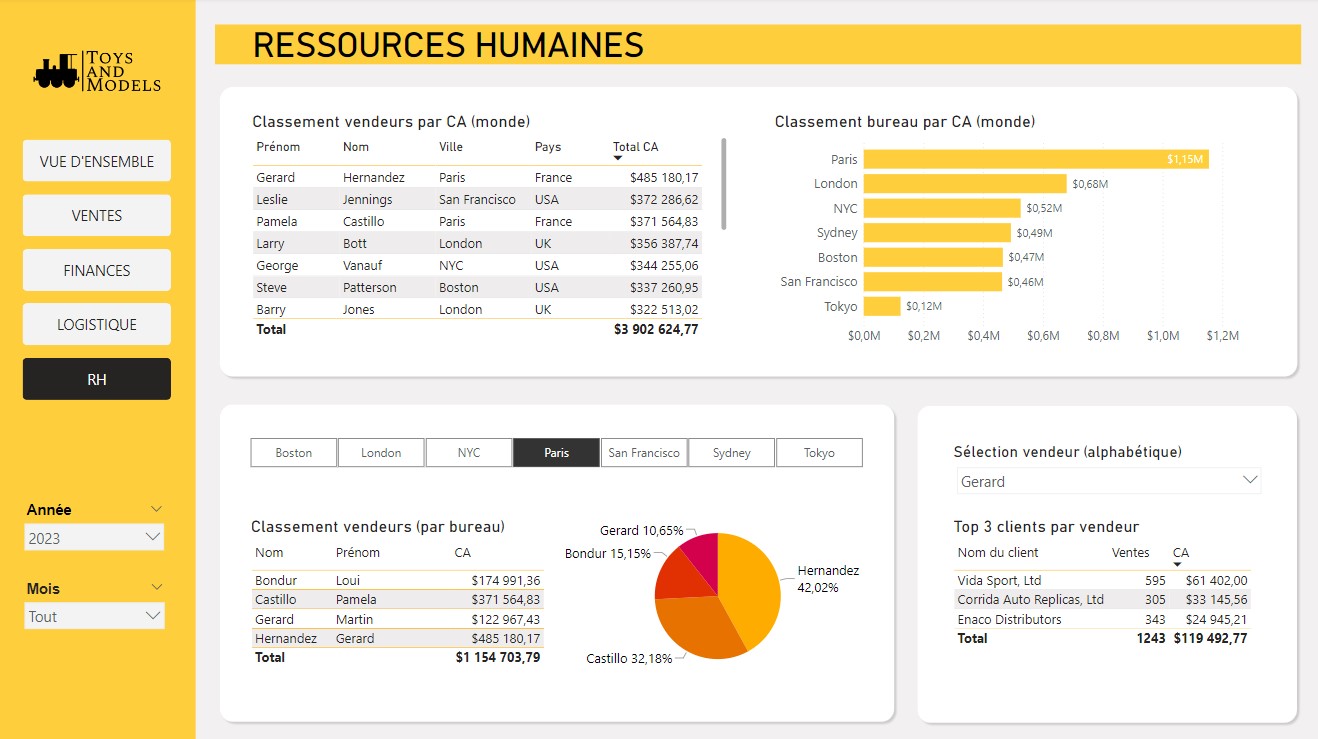 TOYS
AND
MODELS
VUE D'ENSEMBLE
VENTES
FINANCES
LOGISTIQUE
RH
Année
2023
Mois
Tout
RESSOURCES HUMAINES
Classement vendeurs par CA (monde)
Prénom Nom Ville Pays Total CA
Gerard Hernandez Paris France $485 180,17
Leslie Jennings San Francisco USA $372 286,62
Pamela Castillo Paris France $371 564,83
Larry Bott London UK $356 387,74
George Vanauf NYC USA $344 255,06
Steve Patterson Boston USA $337 260,95
Barry Jones London UK $322 513,02
Total $3 902 624,77
Classement bureau par CA (monde)
Paris $1,15M
London $0,68M
NYC $0,52M
Sydney $0,49M
Boston $0,47M
San Francisco $0,46M
Tokyo $0,12M
$0,0M $0,2M $0,4M $0,6M $0,8M $1,0M $1,2M
Boston London NYC Paris San Francisco Sydney Tokyo
Classement vendeurs (par bureau)
Nom Prénom CA
Bondur Loui $174 991,36
Castillo Pamela $371 564,83
Gerard Martin $122 967,43
Hernandez Gerard $485 180,17
Total $1 154 703,79
Gerard 10,65%
Bondur 15,15%
Hernandez
42,02%
Castillo 32,18%
Sélection vendeur (alphabétique)
Gerard
Top 3 clients par vendeur
Nom du client Ventes CA
Vida Sport, Ltd 595 $61 402,00
Corrida Auto Replicas, Ltd 305 $33 145,56
Enaco Distributors 343 $24 945,21
Total 1243 $119 492,77